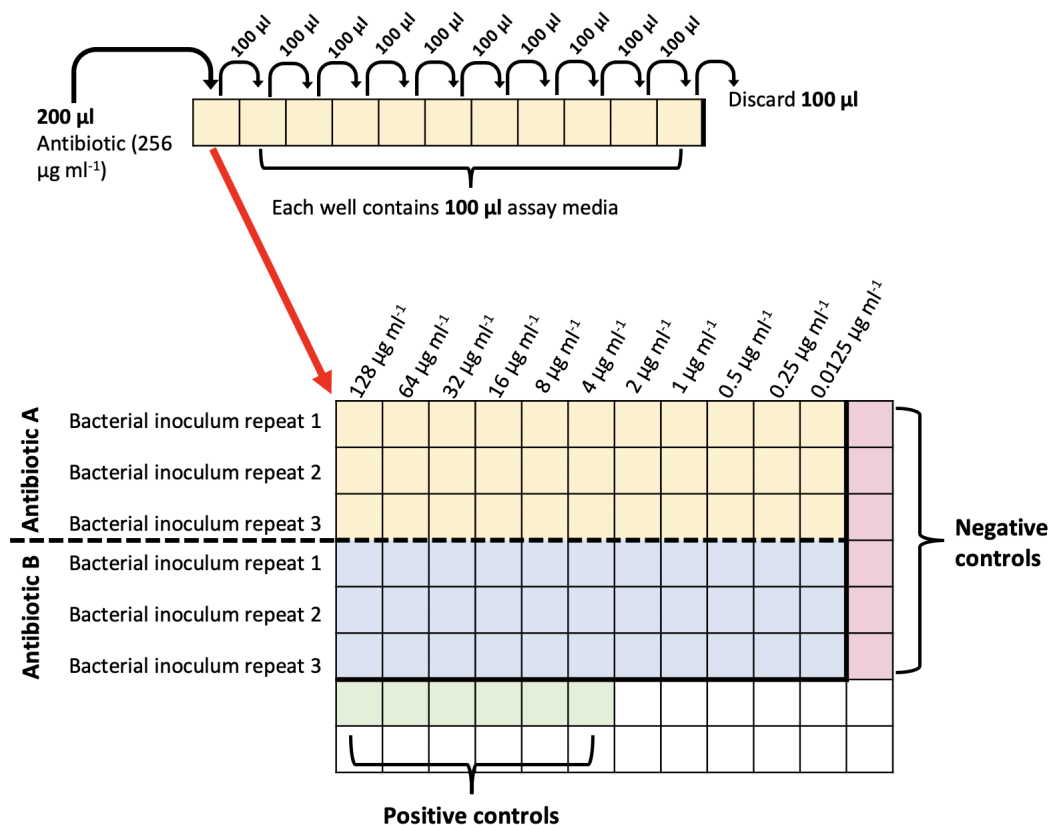 100 µl
100 µl
100 µl
100 µl
100 µl
100 µl
100 µl
100 µl
100 µl
100 µl
200 µl
Antibiotic (256
µg ml⁻¹)
Discard 100 µl
Each well contains 100 µl assay media
128 µg ml⁻¹
64 µg ml⁻¹
32 µg ml⁻¹
16 µg ml⁻¹
8 µg ml⁻¹
4 µg ml⁻¹
2 µg ml⁻¹
1 µg ml⁻¹
0.5 µg ml⁻¹
0.25 µg ml⁻¹
0.0125 µg ml⁻¹
Antibiotic A
Bacterial inoculum repeat 1
Bacterial inoculum repeat 2
Bacterial inoculum repeat 3
Antibiotic B
Bacterial inoculum repeat 1
Bacterial inoculum repeat 2
Bacterial inoculum repeat 3
Negative
controls
Positive controls